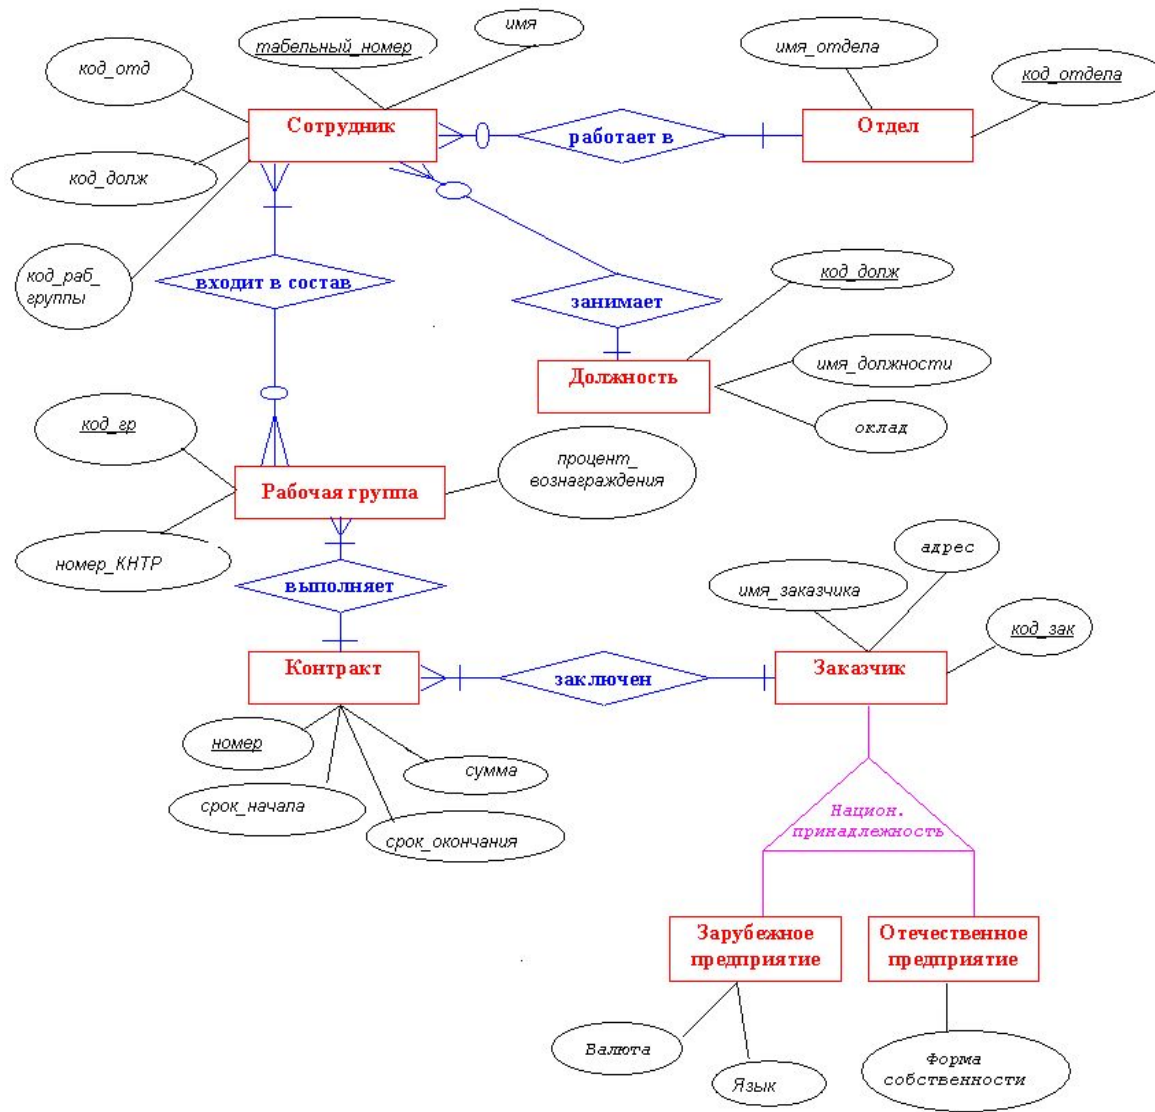 имя
табельный_номер
имя_отдела
код_отд
код_отдела
Сотрудник
работает в
Отдел
код_долж
код_раб_
группы
входит в состав
код_долж
занимает
имя_должности
Должность
оклад
код_гр
процент_
вознаграждения
Рабочая группа
номер_КНТР
адрес
выполняет
имя_заказчика
код_зак
Контракт
заключен
Заказчик
номер
сумма
срок_начала
срок_окончания
Национ.
принадлежность
Зарубежное
предприятие
Отечественное
предприятие
Валюта
Язык
Форма
собственности